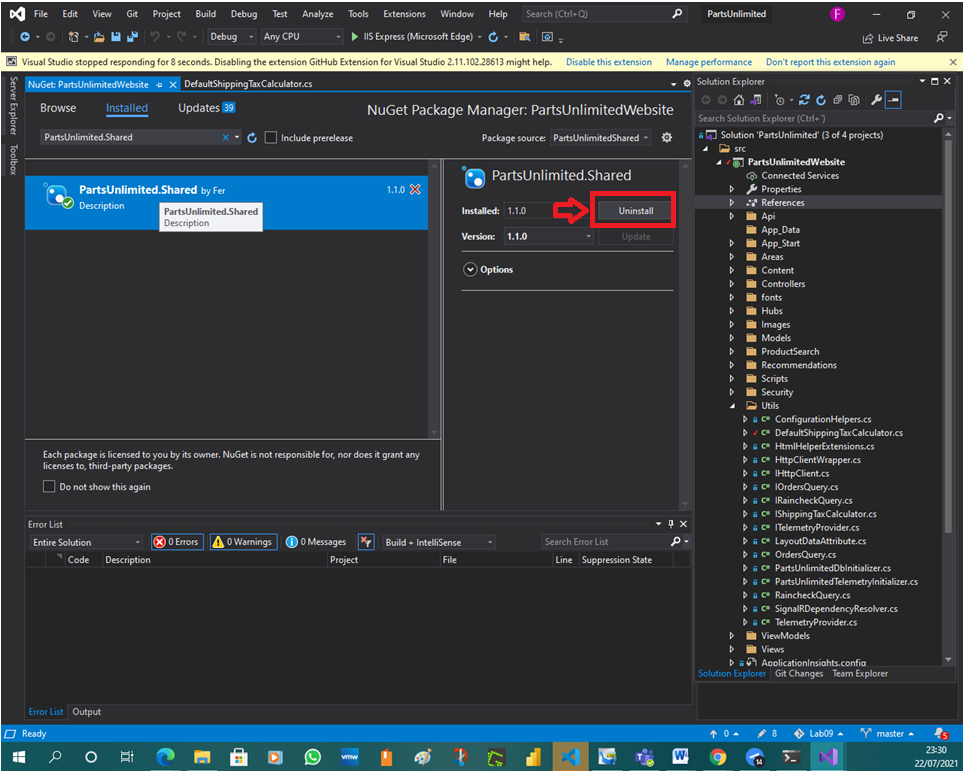 File Edit View Git Project Build Debug Test Analyze Tools Extensions Window Help Search (Ctrl+Q) PartsUnlimited F
Debug Any CPU IIS Express (Microsoft Edge) Live Share
Visual Studio stopped responding for 8 seconds. Disabling the extension GitHub Extension for Visual Studio 2.11.102.28613 might help. Disable this extension Manage performance Don't report this extension again
Server Explorer
Toolbox
NuGet: PartsUnlimitedWebsite DefaultShippingTaxCalculator.cs
Browse Installed Updates 39 NuGet Package Manager: PartsUnlimitedWebsite
PartsUnlimited.Shared Include prerelease Package source: PartsUnlimitedShared
PartsUnlimited.Shared by Fer 1.1.0
Description
PartsUnlimited.Shared
Description
PartsUnlimited.Shared
Installed: 1.1.0 Uninstall
Version: 1.1.0 Update
Options
Each package is licensed to you by its owner. NuGet is not responsible for, nor does it grant any
licenses to, third-party packages.
Do not show this again
Error List
Entire Solution 0 Errors 0 Warnings 0 Messages Build + IntelliSense Search Error List
Code Description Project File Line Suppression State
Error List Output
Solution Explorer
Search Solution Explorer (Ctrl+´)
Solution 'PartsUnlimited' (3 of 4 projects)
src
PartsUnlimitedWebsite
Connected Services
Properties
References
Api
App_Data
App_Start
Areas
Content
Controllers
fonts
Hubs
Images
Models
ProductSearch
Recommendations
Scripts
Security
Utils
C# ConfigurationHelpers.cs
C# DefaultShippingTaxCalculator.cs
C# HtmlHelperExtensions.cs
C# HttpClientWrapper.cs
C# IHttpClient.cs
C# IOrdersQuery.cs
C# IRaincheckQuery.cs
C# IShippingTaxCalculator.cs
C# ITelemetryProvider.cs
C# LayoutDataAttribute.cs
C# OrdersQuery.cs
C# PartsUnlimitedDbInitializer.cs
C# PartsUnlimitedTelemetryInitializer.cs
C# RaincheckQuery.cs
C# SignalRDependencyResolver.cs
C# TelemetryProvider.cs
ViewModels
Views
ApplicationInsights.config
Solution Explorer Git Changes Team Explorer
Ready 0 8 Lab09 master 5
vmw 14 23:30
22/07/2021